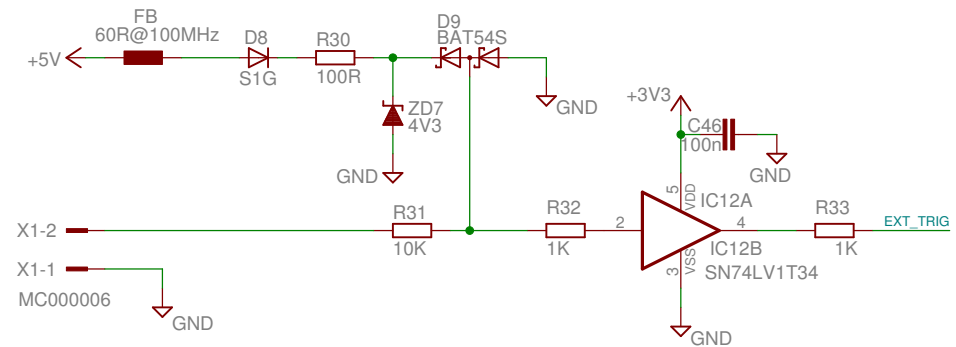 FB
60R@100MHz
+5V
D8
S1G
R30
100R
D9
BAT54S
GND
ZD7
4V3
GND
+3V3
C46
100n
GND
X1-2
R31
10K
R32
1K
2
5
VDD
IC12A
4
IC12B
3
VSS
SN74LV1T34
GND
R33
1K
EXT_TRIG
X1-1
MC000006
GND